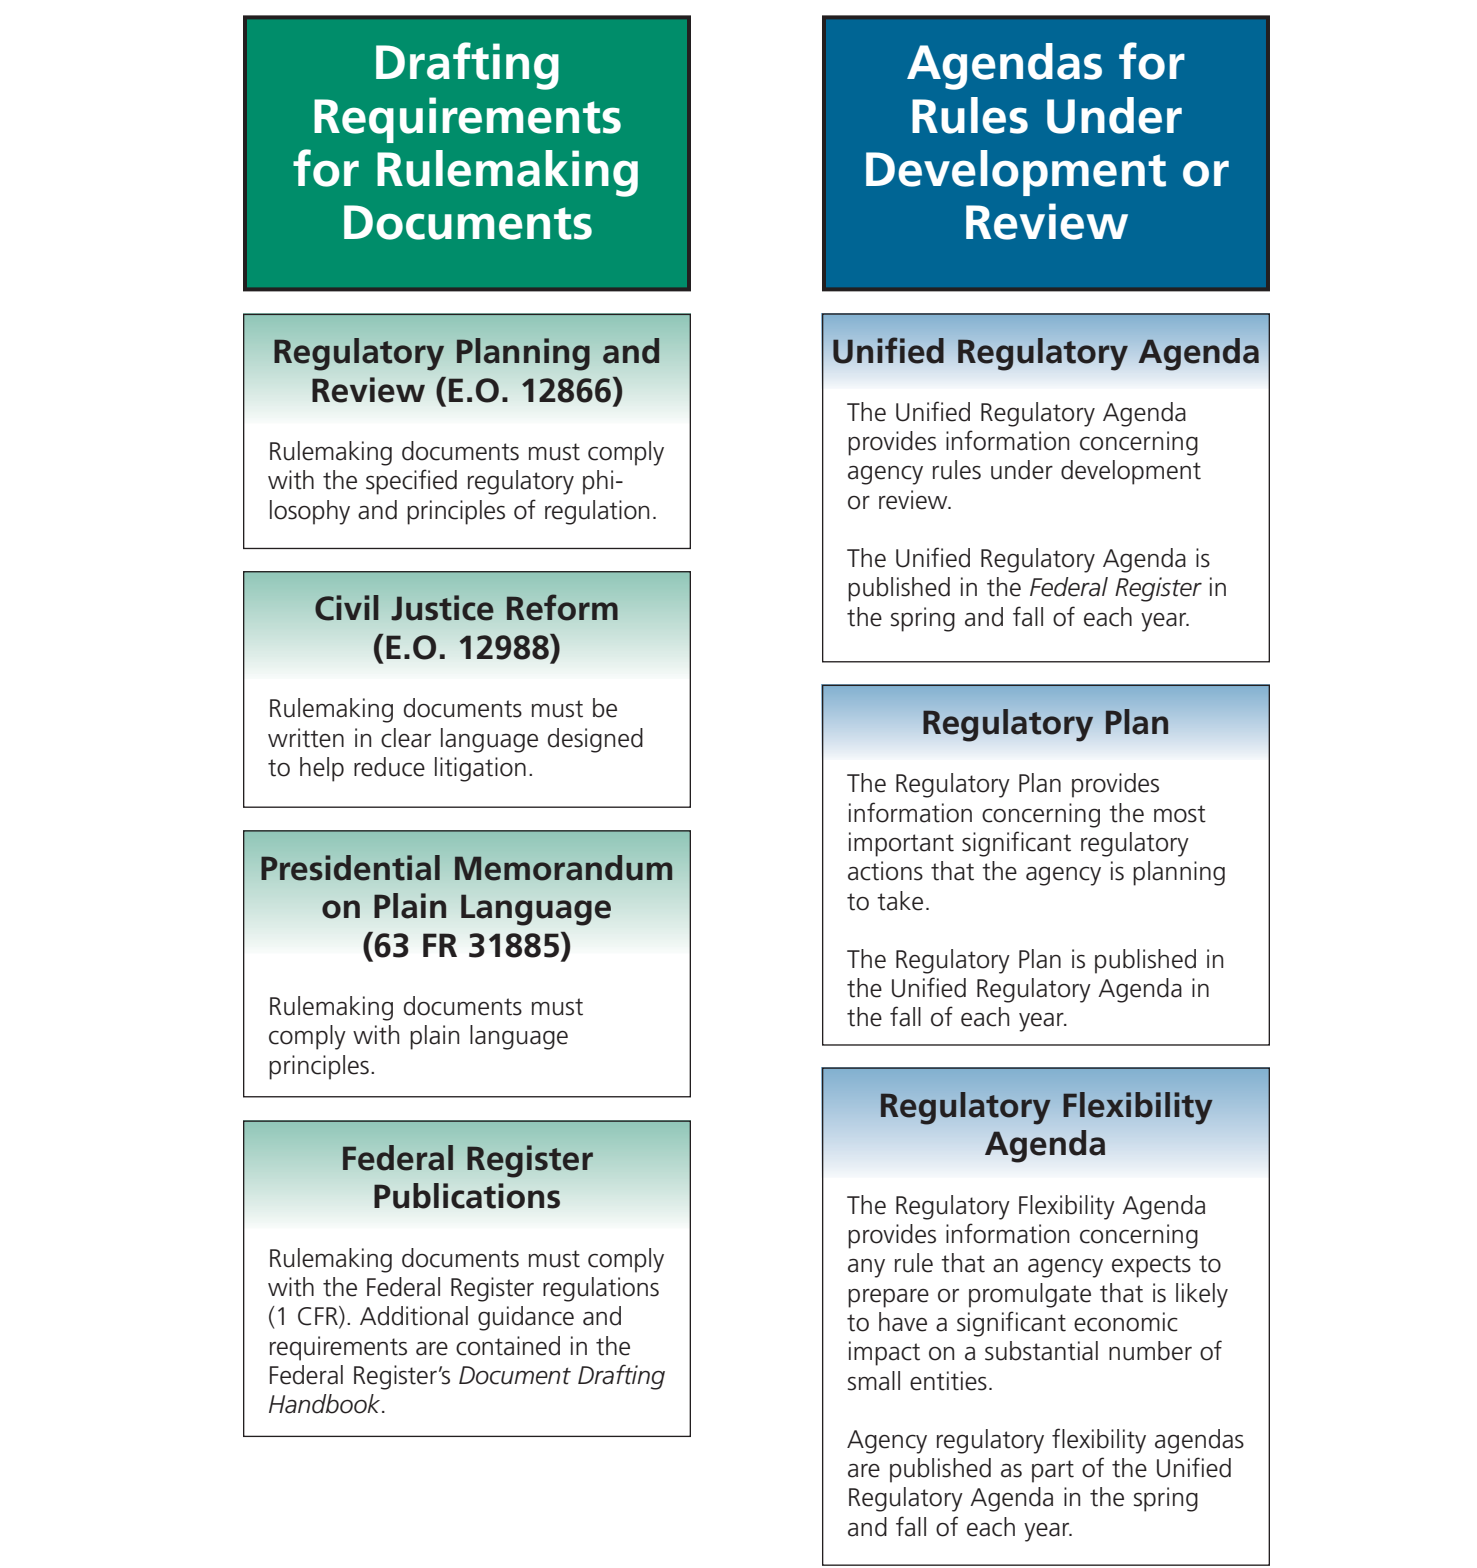 Drafting
Requirements
for Rulemaking
Documents
Regulatory Planning and
Review (E.O. 12866)
Rulemaking documents must comply
with the specified regulatory phi-
losophy and principles of regulation.
Civil Justice Reform
(E.O. 12988)
Rulemaking documents must be
written in clear language designed
to help reduce litigation.
Presidential Memorandum
on Plain Language
(63 FR 31885)
Rulemaking documents must
comply with plain language
principles.
Federal Register
Publications
Rulemaking documents must comply
with the Federal Register regulations
(1 CFR). Additional guidance and
requirements are contained in the
Federal Register’s Document Drafting
Handbook.
Agendas for
Rules Under
Development or
Review
Unified Regulatory Agenda
The Unified Regulatory Agenda
provides information concerning
agency rules under development
or review.
The Unified Regulatory Agenda is
published in the Federal Register in
the spring and fall of each year.
Regulatory Plan
The Regulatory Plan provides
information concerning the most
important significant regulatory
actions that the agency is planning
to take.
The Regulatory Plan is published in
the Unified Regulatory Agenda in
the fall of each year.
Regulatory Flexibility
Agenda
The Regulatory Flexibility Agenda
provides information concerning
any rule that an agency expects to
prepare or promulgate that is likely
to have a significant economic
impact on a substantial number of
small entities.
Agency regulatory flexibility agendas
are published as part of the Unified
Regulatory Agenda in the spring
and fall of each year.